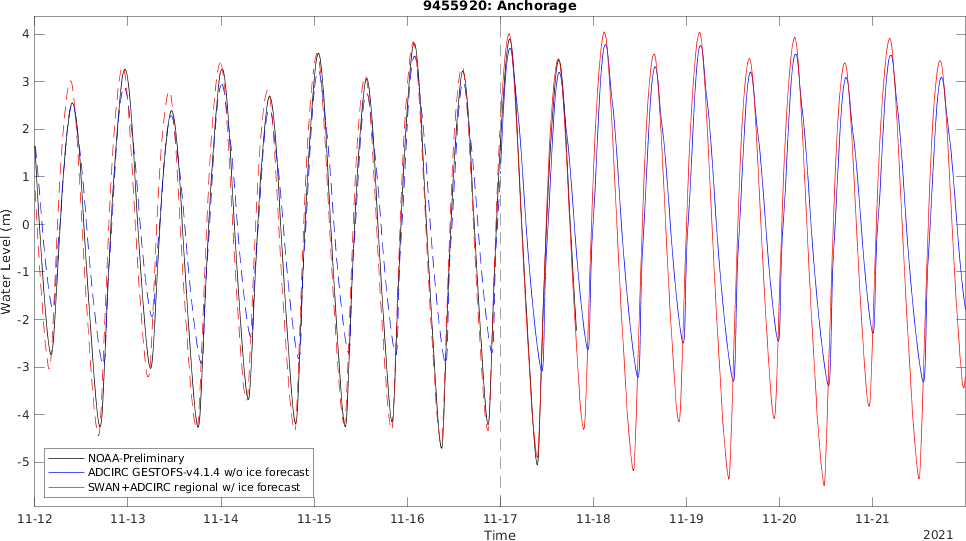 9455920: Anchorage
4
3
2
1
0
-1
-2
-3
-4
-5
Water Level (m)
NOAA-Preliminary
ADCIRC GESTOFS-v4.1.4 w/o ice forecast
SWAN+ADCIRC regional w/ ice forecast
11-12 11-13 11-14 11-15 11-16 11-17 11-18 11-19 11-20 11-21
Time
2021